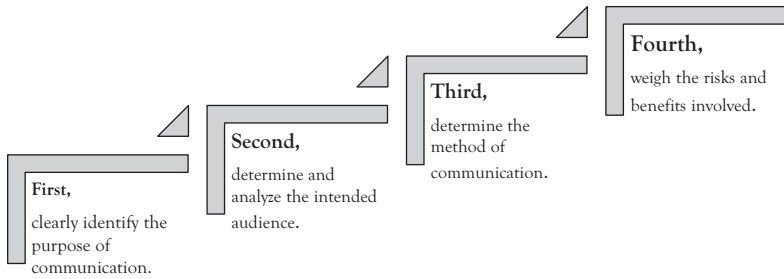 First,
clearly identify the
purpose of
communication.
Second,
determine and
analyze the intended
audience.
Third,
determine the
method of
communication.
Fourth,
weigh the risks and
benefits involved.